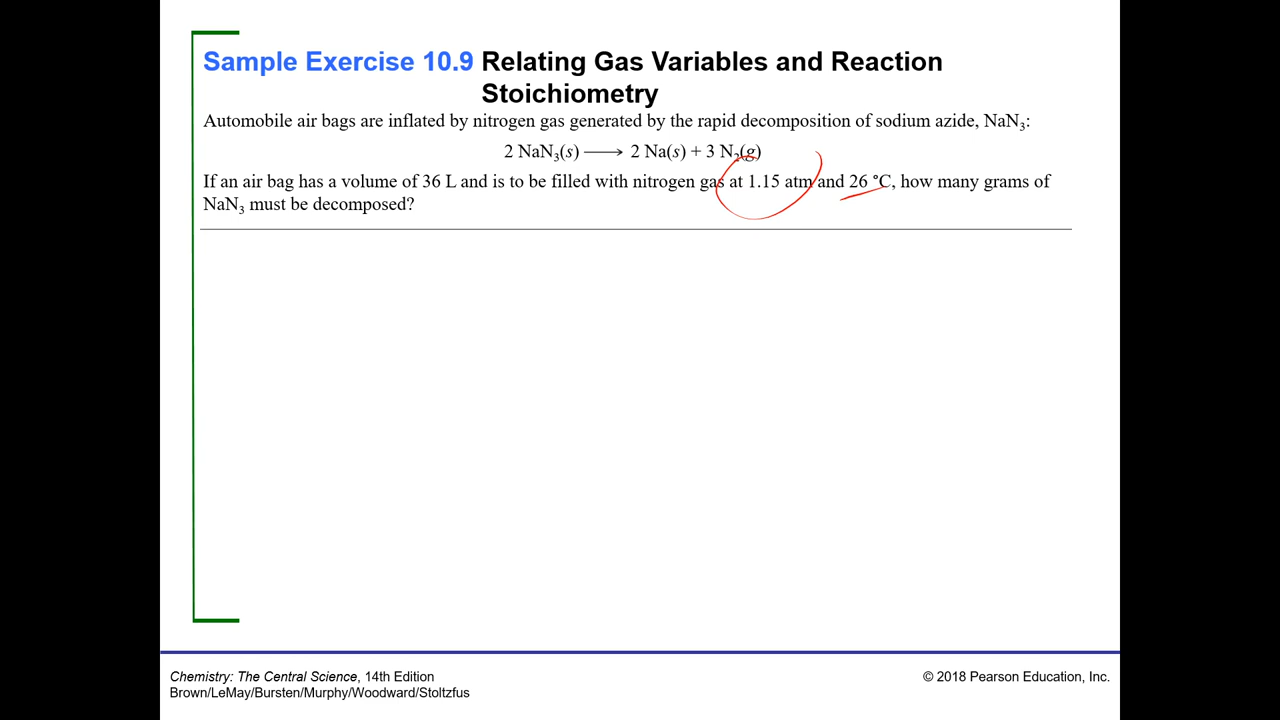 Sample Exercise 10.9 Relating Gas Variables and Reaction
Stoichiometry
Automobile air bags are inflated by nitrogen gas generated by the rapid decomposition of sodium azide, NaN₃:
2 NaN₃(s) ⟶ 2 Na(s) + 3 N₂(g)
If an air bag has a volume of 36 L and is to be filled with nitrogen gas at 1.15 atm and 26 °C, how many grams of
NaN₃ must be decomposed?
Chemistry: The Central Science, 14th Edition
Brown/LeMay/Bursten/Murphy/Woodward/Stoltzfus
© 2018 Pearson Education, Inc.